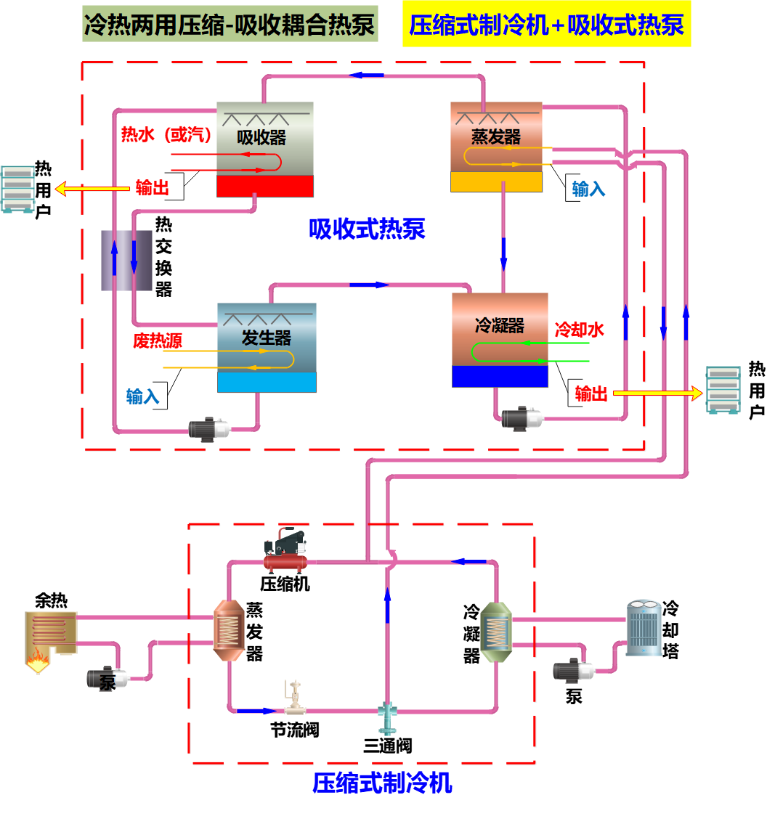 冷热两用压缩-吸收耦合热泵
压缩式制冷机+吸收式热泵
热水（或汽）
吸收器
蒸发器
热用户
输出
输入
吸收式热泵
热交换器
废热源
发生器
冷凝器
冷却水
输入
输出
热用户
压缩机
余热
蒸发器
冷凝器
冷却塔
泵
泵
节流阀
三通阀
压缩式制冷机